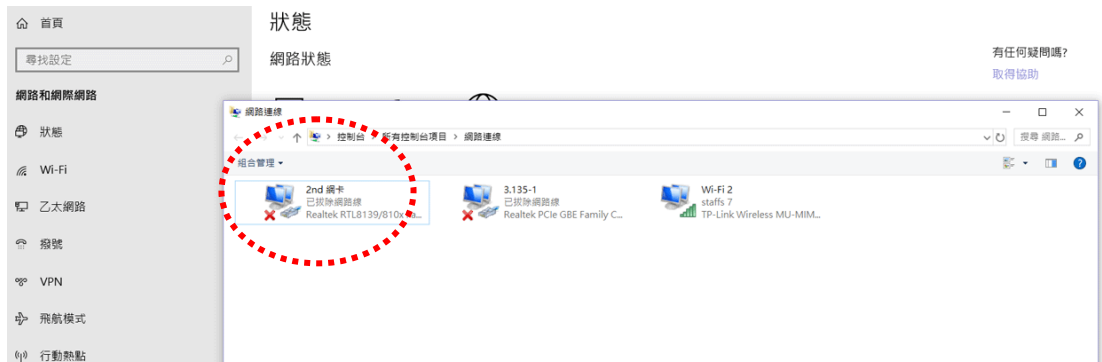 首頁
尋找設定
網路和網際網路
狀態
Wi-Fi
乙太網路
撥號
VPN
飛航模式
行動熱點
狀態
網路狀態
有任何疑問嗎?
取得協助
網路連線
控制台 › 所有控制台項目 › 網路連線
搜尋 網路...
組合管理
2nd 網卡
已拔除網路線
Realtek RTL8139/810x Fa...
3.135-1
已拔除網路線
Realtek PCIe GBE Family C...
Wi-Fi 2
staffs 7
TP-Link Wireless MU-MIM...